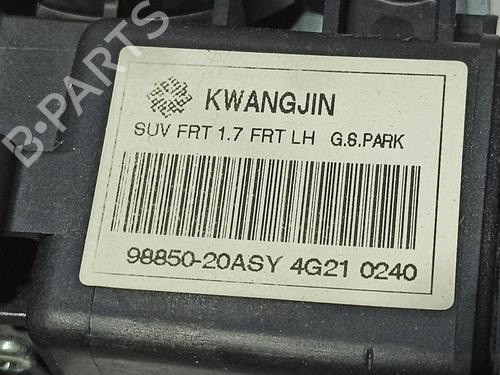 B-PARTS
KWANGJIN
SUV FRT 1.7 FRT LH G.S.PARK
98850-20ASY 4G21 0240